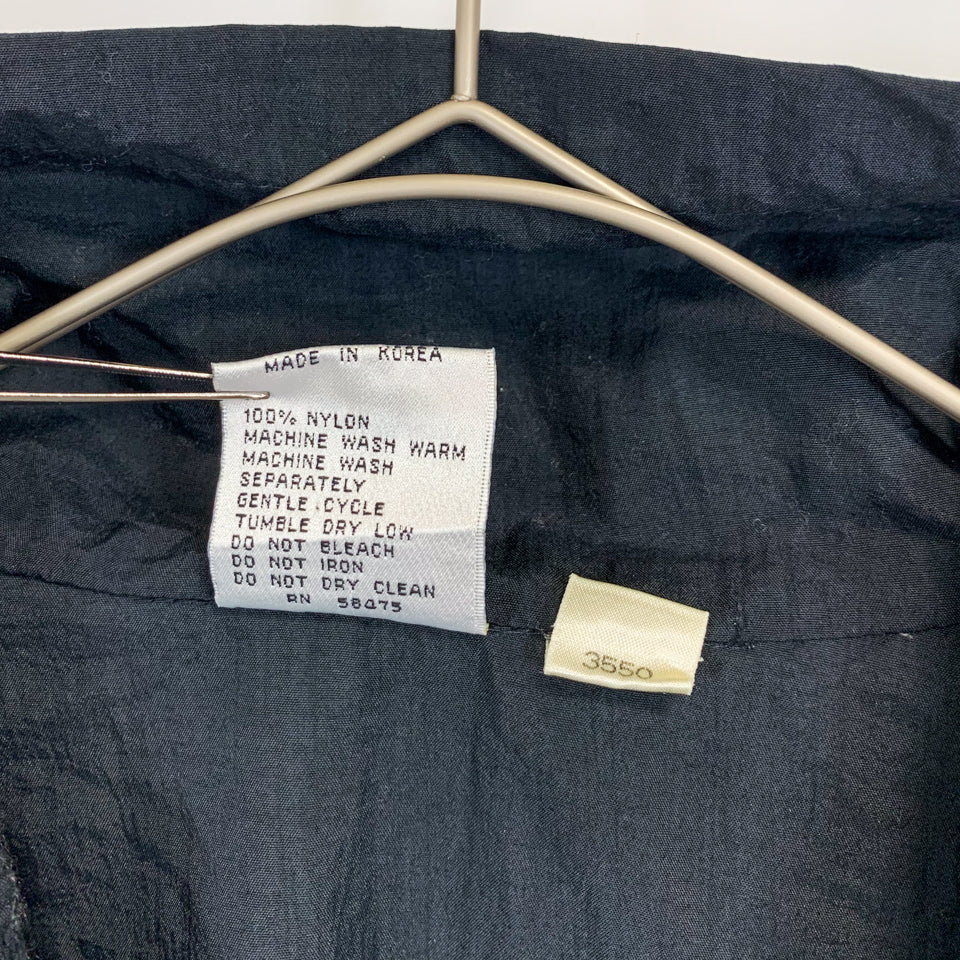 MADE IN KOREA
100% NYLON
MACHINE WASH WARM
MACHINE WASH
SEPARATELY
GENTLE CYCLE
TUMBLE DRY LOW
DO NOT BLEACH
DO NOT IRON
DO NOT DRY CLEAN
RN 58475
3550